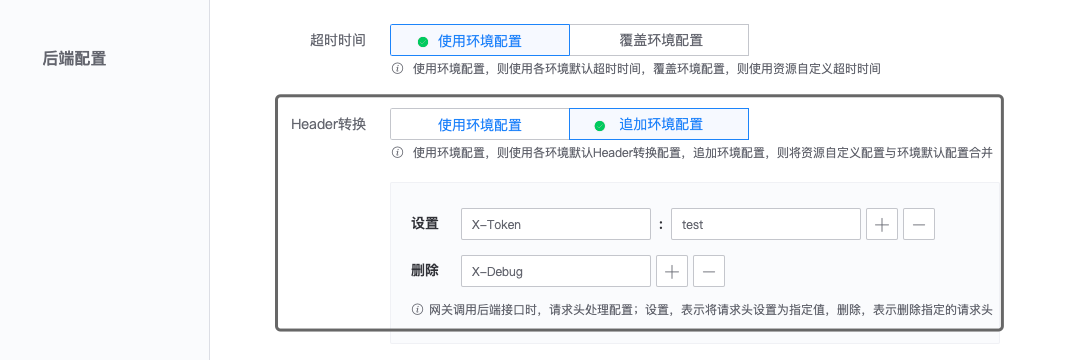 后端配置
超时时间 使用环境配置 覆盖环境配置
使用环境配置，则使用各环境默认超时时间，覆盖环境配置，则使用资源自定义超时时间
Header转换 使用环境配置 追加环境配置
使用环境配置，则使用各环境默认Header转换配置，追加环境配置，则将资源自定义配置与环境默认配置合并
设置 X-Token : test
删除 X-Debug
网关调用后端接口时，请求头处理配置；设置，表示将请求头设置为指定值，删除，表示删除指定的请求头